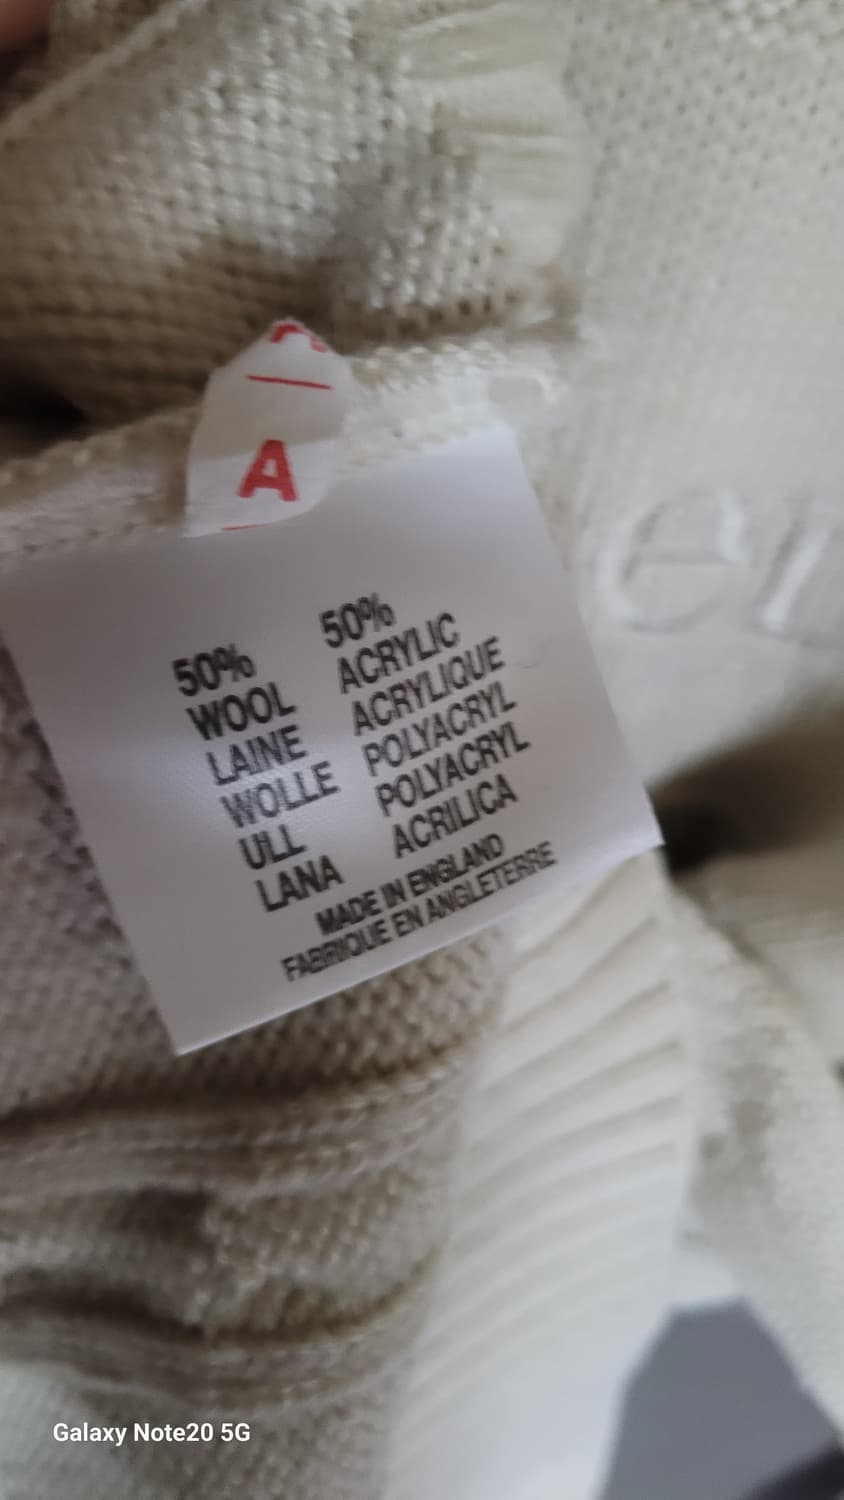 A
50% 50%
WOOL ACRYLIC
LAINE ACRYLIQUE
WOLLE POLYACRYL
ULL POLYACRYL
LANA ACRILICA
MADE IN ENGLAND
FABRIQUE EN ANGLETERRE
Galaxy Note20 5G